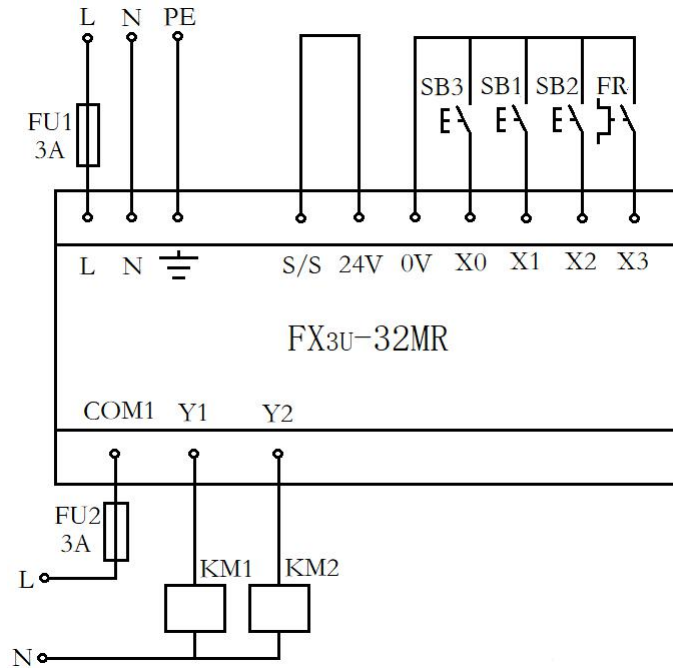 L N PE
SB3 SB1 SB2 FR
FU1
3A
L N S/S 24V 0V X0 X1 X2 X3
FX3U-32MR
COM1 Y1 Y2
FU2
3A
KM1 KM2
L
N